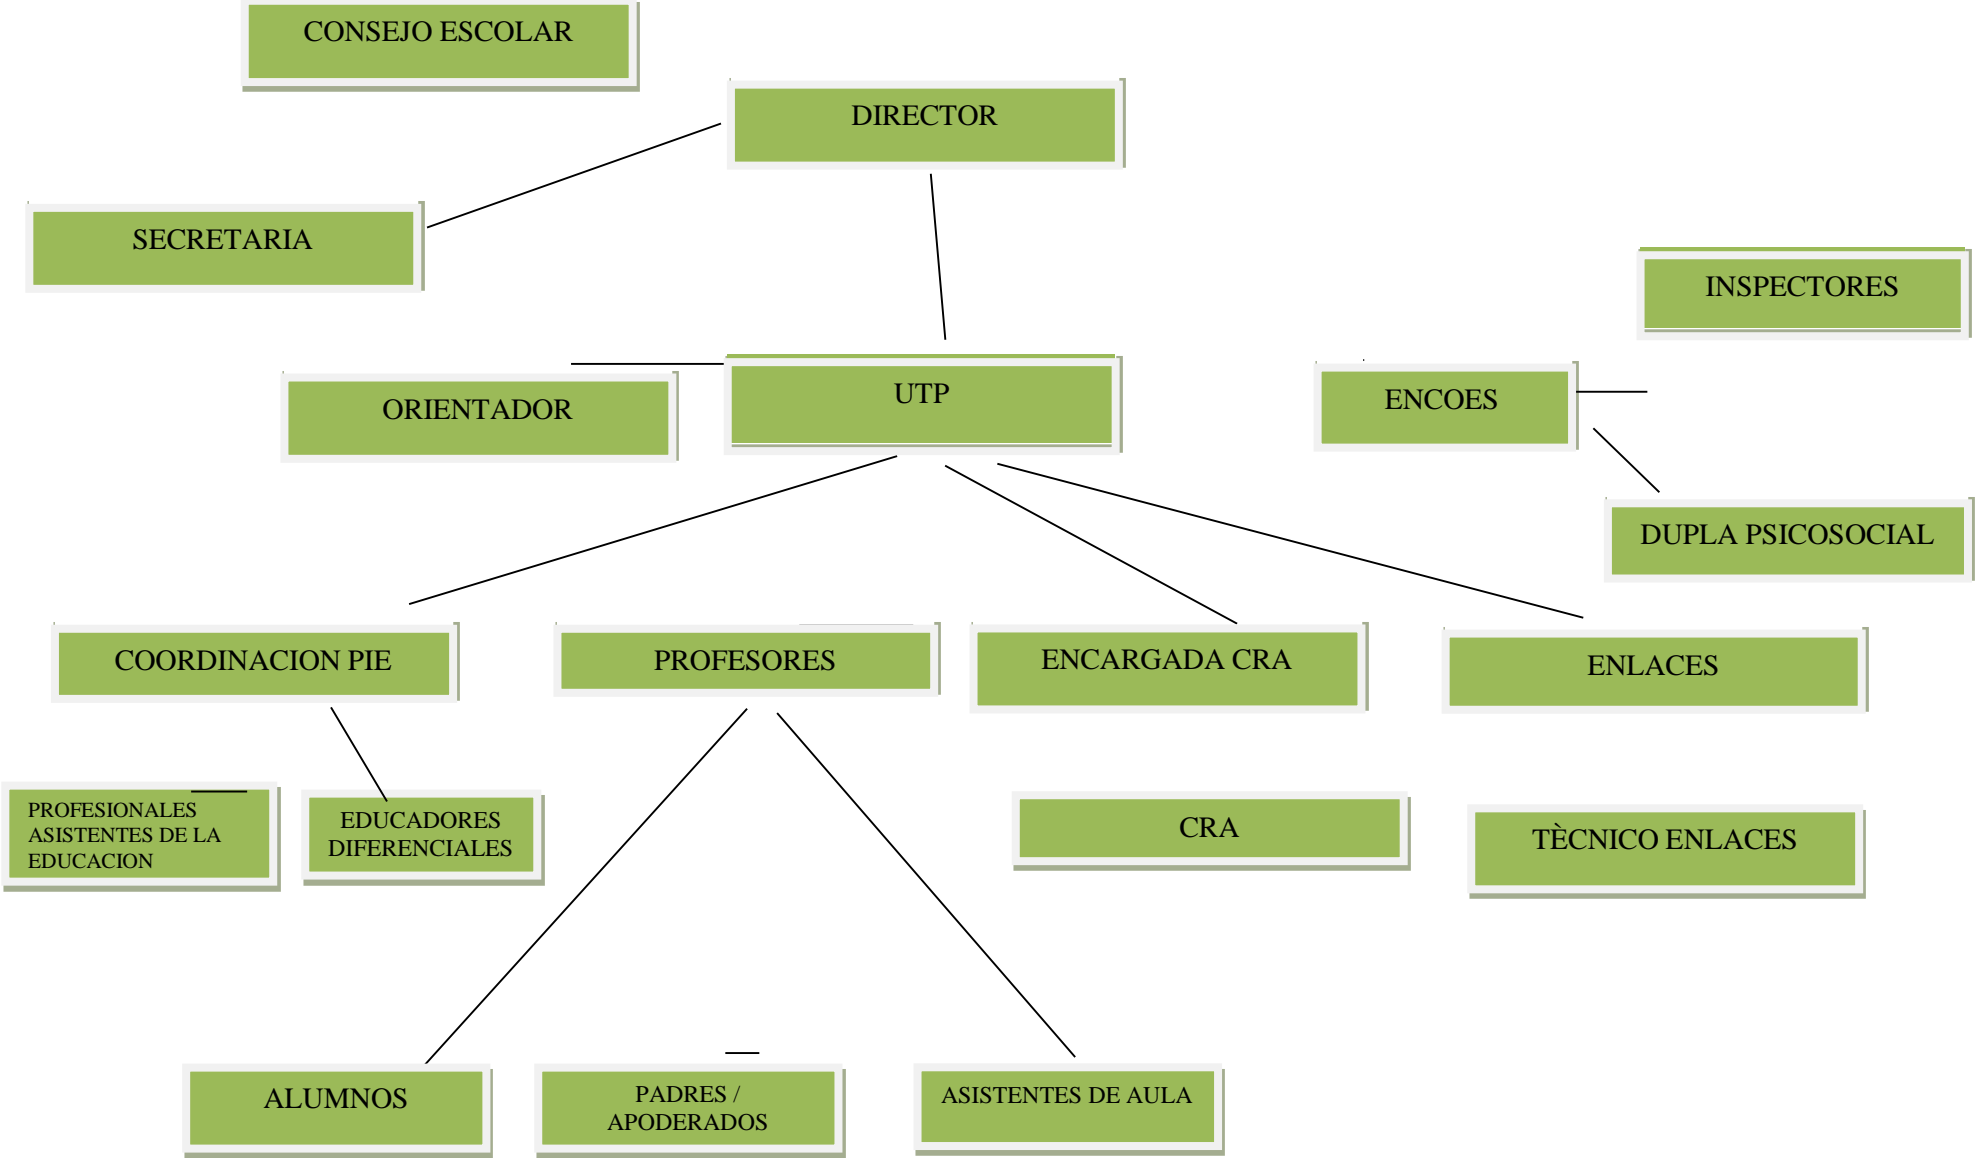 CONSEJO ESCOLAR
DIRECTOR
SECRETARIA
INSPECTORES
ORIENTADOR
UTP
ENCOES
DUPLA PSICOSOCIAL
COORDINACION PIE
PROFESORES
ENCARGADA CRA
ENLACES
PROFESIONALES
ASISTENTES DE LA
EDUCACION
EDUCADORES
DIFERENCIALES
CRA
TÈCNICO ENLACES
ALUMNOS
PADRES /
APODERADOS
ASISTENTES DE AULA